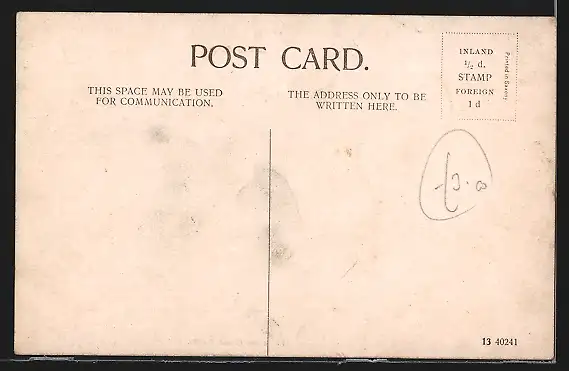 POST CARD.
THIS SPACE MAY BE USED
FOR COMMUNICATION.
THE ADDRESS ONLY TO BE
WRITTEN HERE.
INLAND
½ d.
STAMP
FOREIGN
1 d
Printed in Saxony
13 40241